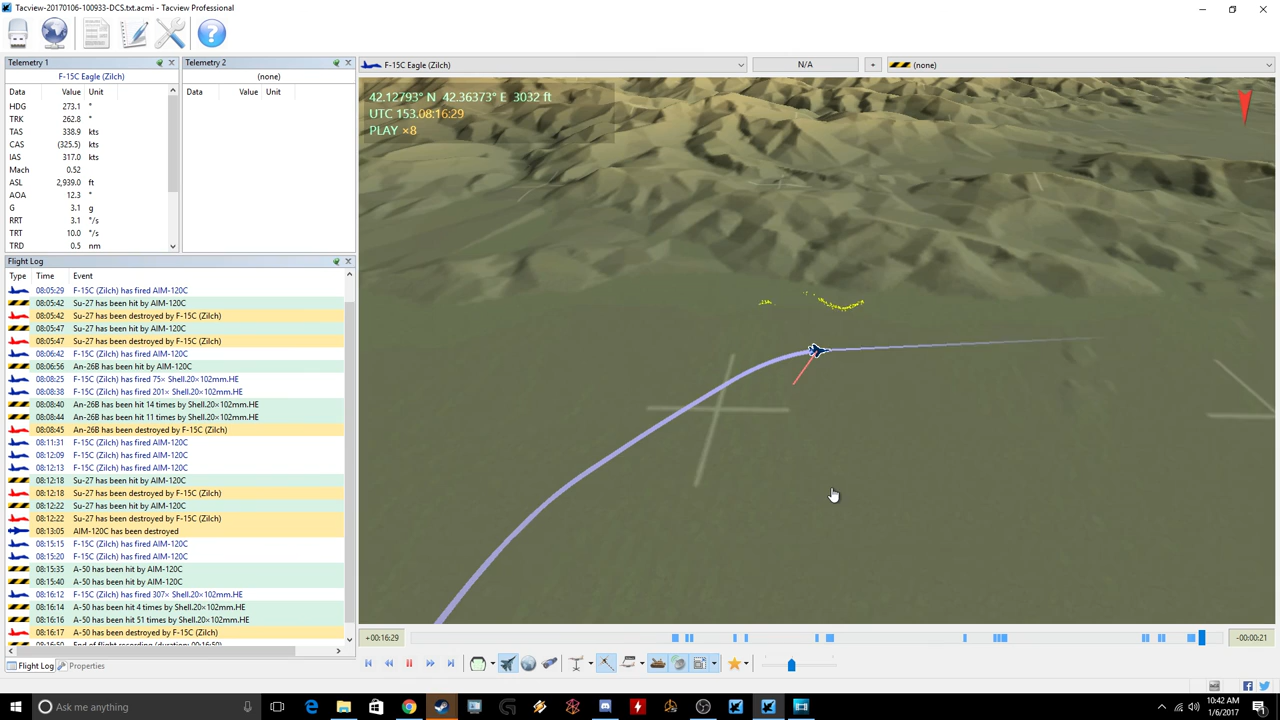 Tacview-20170106-100933-DCS.txt.acmi - Tacview Professional
Telemetry 1
F-15C Eagle (Zilch)
Data Value Unit
HDG 273.1 °
TRK 262.8 °
TAS 338.9 kts
CAS (325.5) kts
IAS 317.0 kts
Mach 0.52
ASL 2,939.0 ft
AOA 12.3 °
G 3.1 g
RRT 3.1 °/s
TRT 10.0 °/s
TRD 0.5 nm
Telemetry 2
(none)
Data Value Unit
F-15C Eagle (Zilch)
N/A
+
(none)
42.12793° N 42.36373° E 3032 ft
UTC 153.08:16:29
PLAY ×8
Flight Log
Type Time Event
08:05:29 F-15C (Zilch) has fired AIM-120C
08:05:42 Su-27 has been hit by AIM-120C
08:05:42 Su-27 has been destroyed by F-15C (Zilch)
08:05:47 Su-27 has been hit by AIM-120C
08:05:47 Su-27 has been destroyed by F-15C (Zilch)
08:06:42 F-15C (Zilch) has fired AIM-120C
08:06:56 An-26B has been hit by AIM-120C
08:08:25 F-15C (Zilch) has fired 75× Shell.20×102mm.HE
08:08:38 F-15C (Zilch) has fired 201× Shell.20×102mm.HE
08:08:40 An-26B has been hit 14 times by Shell.20×102mm.HE
08:08:44 An-26B has been hit 11 times by Shell.20×102mm.HE
08:08:45 An-26B has been destroyed by F-15C (Zilch)
08:11:31 F-15C (Zilch) has fired AIM-120C
08:12:09 F-15C (Zilch) has fired AIM-120C
08:12:13 F-15C (Zilch) has fired AIM-120C
08:12:18 Su-27 has been hit by AIM-120C
08:12:18 Su-27 has been destroyed by F-15C (Zilch)
08:12:22 Su-27 has been hit by AIM-120C
08:12:22 Su-27 has been destroyed by F-15C (Zilch)
08:13:05 AIM-120C has been destroyed
08:15:15 F-15C (Zilch) has fired AIM-120C
08:15:20 F-15C (Zilch) has fired AIM-120C
08:15:35 A-50 has been hit by AIM-120C
08:15:40 A-50 has been hit by AIM-120C
08:16:12 F-15C (Zilch) has fired 307× Shell.20×102mm.HE
08:16:14 A-50 has been hit 4 times by Shell.20×102mm.HE
08:16:16 A-50 has been hit 51 times by Shell.20×102mm.HE
08:16:17 A-50 has been destroyed by F-15C (Zilch)
08:16:50 End of flight recording (duration: 00:16:50)
Flight Log
Properties
+00:16:29
-00:00:21
Ask me anything
10:42 AM
1/6/2017